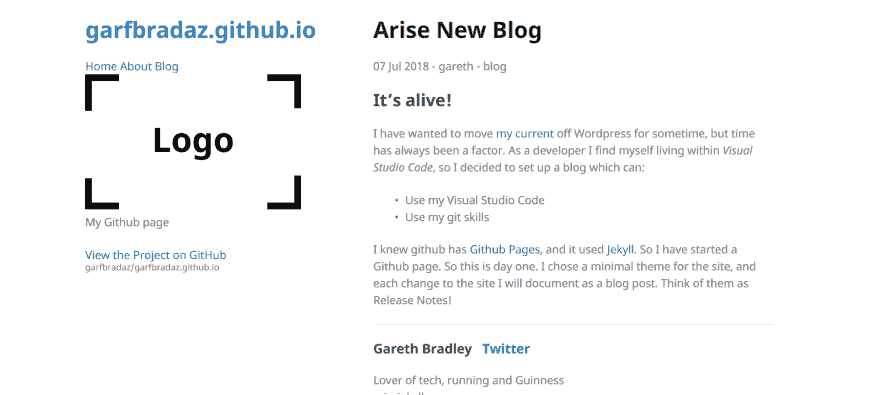 garfbradaz.github.io
Home About Blog
Logo
My Github page
View the Project on GitHub
garfbradaz/garfbradaz.github.io
Arise New Blog
07 Jul 2018 - gareth - blog
It's alive!
I have wanted to move my current off Wordpress for sometime, but time
has always been a factor. As a developer I find myself living within Visual
Studio Code, so I decided to set up a blog which can:
• Use my Visual Studio Code
• Use my git skills
I knew github has Github Pages, and it used Jekyll. So I have started a
Github page. So this is day one. I chose a minimal theme for the site, and
each change to the site I will document as a blog post. Think of them as
Release Notes!
Gareth Bradley Twitter
Lover of tech, running and Guinness